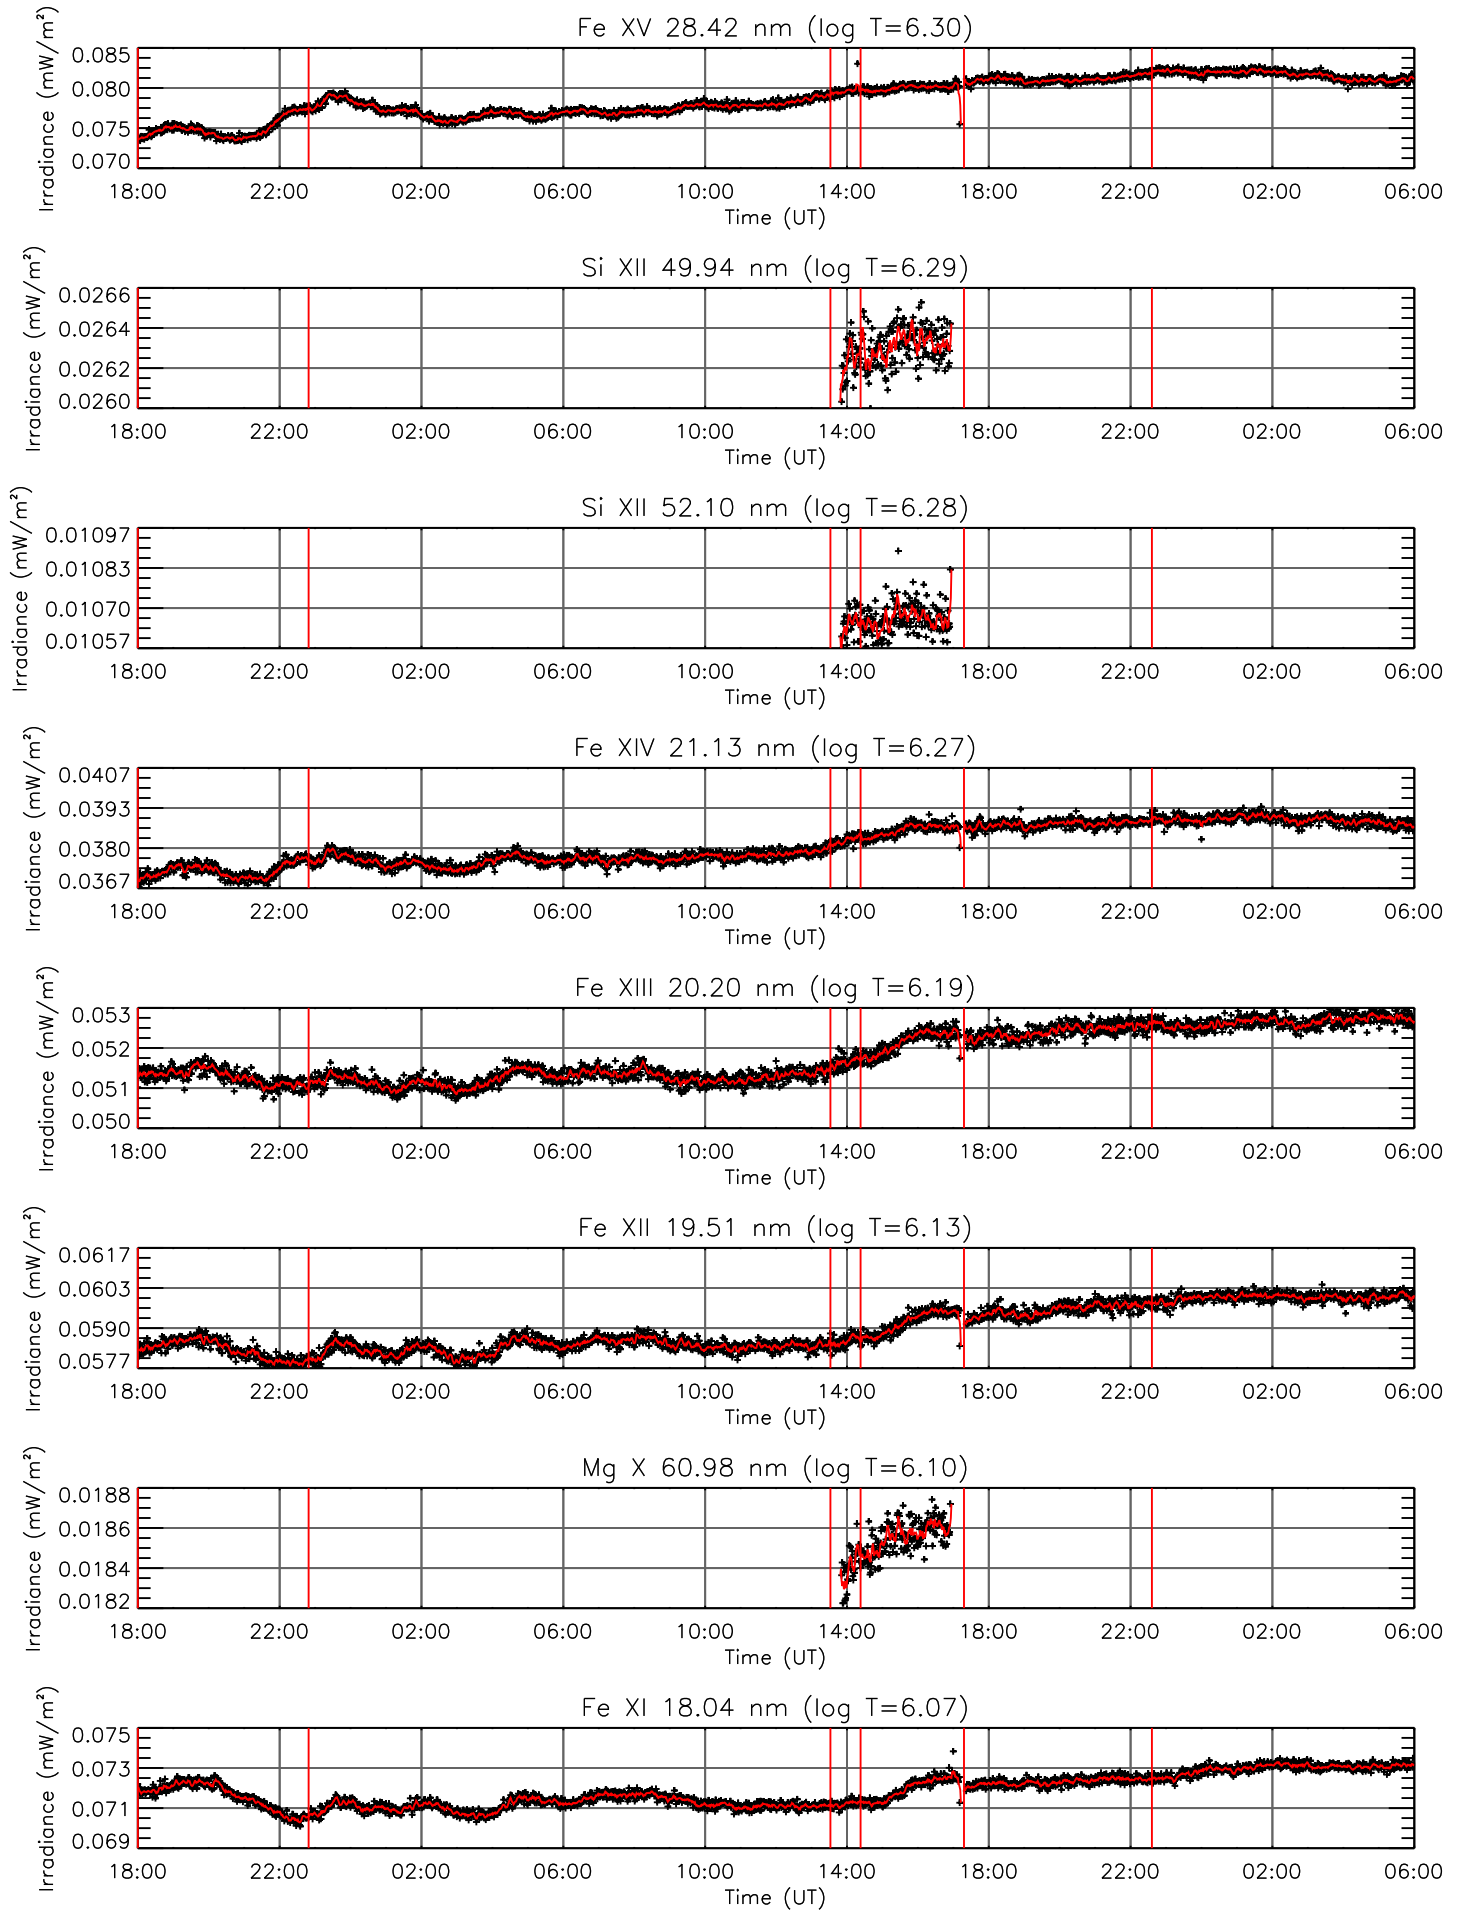 Fe XV 28.42 nm (log T=6.30)
Irradiance (mW/m²)
0.085
0.080
0.075
0.070
18:00 22:00 02:00 06:00 10:00 14:00 18:00 22:00 02:00 06:00
Time (UT)
Si XII 49.94 nm (log T=6.29)
Irradiance (mW/m²)
0.0266
0.0264
0.0262
0.0260
18:00 22:00 02:00 06:00 10:00 14:00 18:00 22:00 02:00 06:00
Time (UT)
Si XII 52.10 nm (log T=6.28)
Irradiance (mW/m²)
0.01097
0.01083
0.01070
0.01057
18:00 22:00 02:00 06:00 10:00 14:00 18:00 22:00 02:00 06:00
Time (UT)
Fe XIV 21.13 nm (log T=6.27)
Irradiance (mW/m²)
0.0407
0.0393
0.0380
0.0367
18:00 22:00 02:00 06:00 10:00 14:00 18:00 22:00 02:00 06:00
Time (UT)
Fe XIII 20.20 nm (log T=6.19)
Irradiance (mW/m²)
0.053
0.052
0.051
0.050
18:00 22:00 02:00 06:00 10:00 14:00 18:00 22:00 02:00 06:00
Time (UT)
Fe XII 19.51 nm (log T=6.13)
Irradiance (mW/m²)
0.0617
0.0603
0.0590
0.0577
18:00 22:00 02:00 06:00 10:00 14:00 18:00 22:00 02:00 06:00
Time (UT)
Mg X 60.98 nm (log T=6.10)
Irradiance (mW/m²)
0.0188
0.0186
0.0184
0.0182
18:00 22:00 02:00 06:00 10:00 14:00 18:00 22:00 02:00 06:00
Time (UT)
Fe XI 18.04 nm (log T=6.07)
Irradiance (mW/m²)
0.075
0.073
0.071
0.069
18:00 22:00 02:00 06:00 10:00 14:00 18:00 22:00 02:00 06:00
Time (UT)